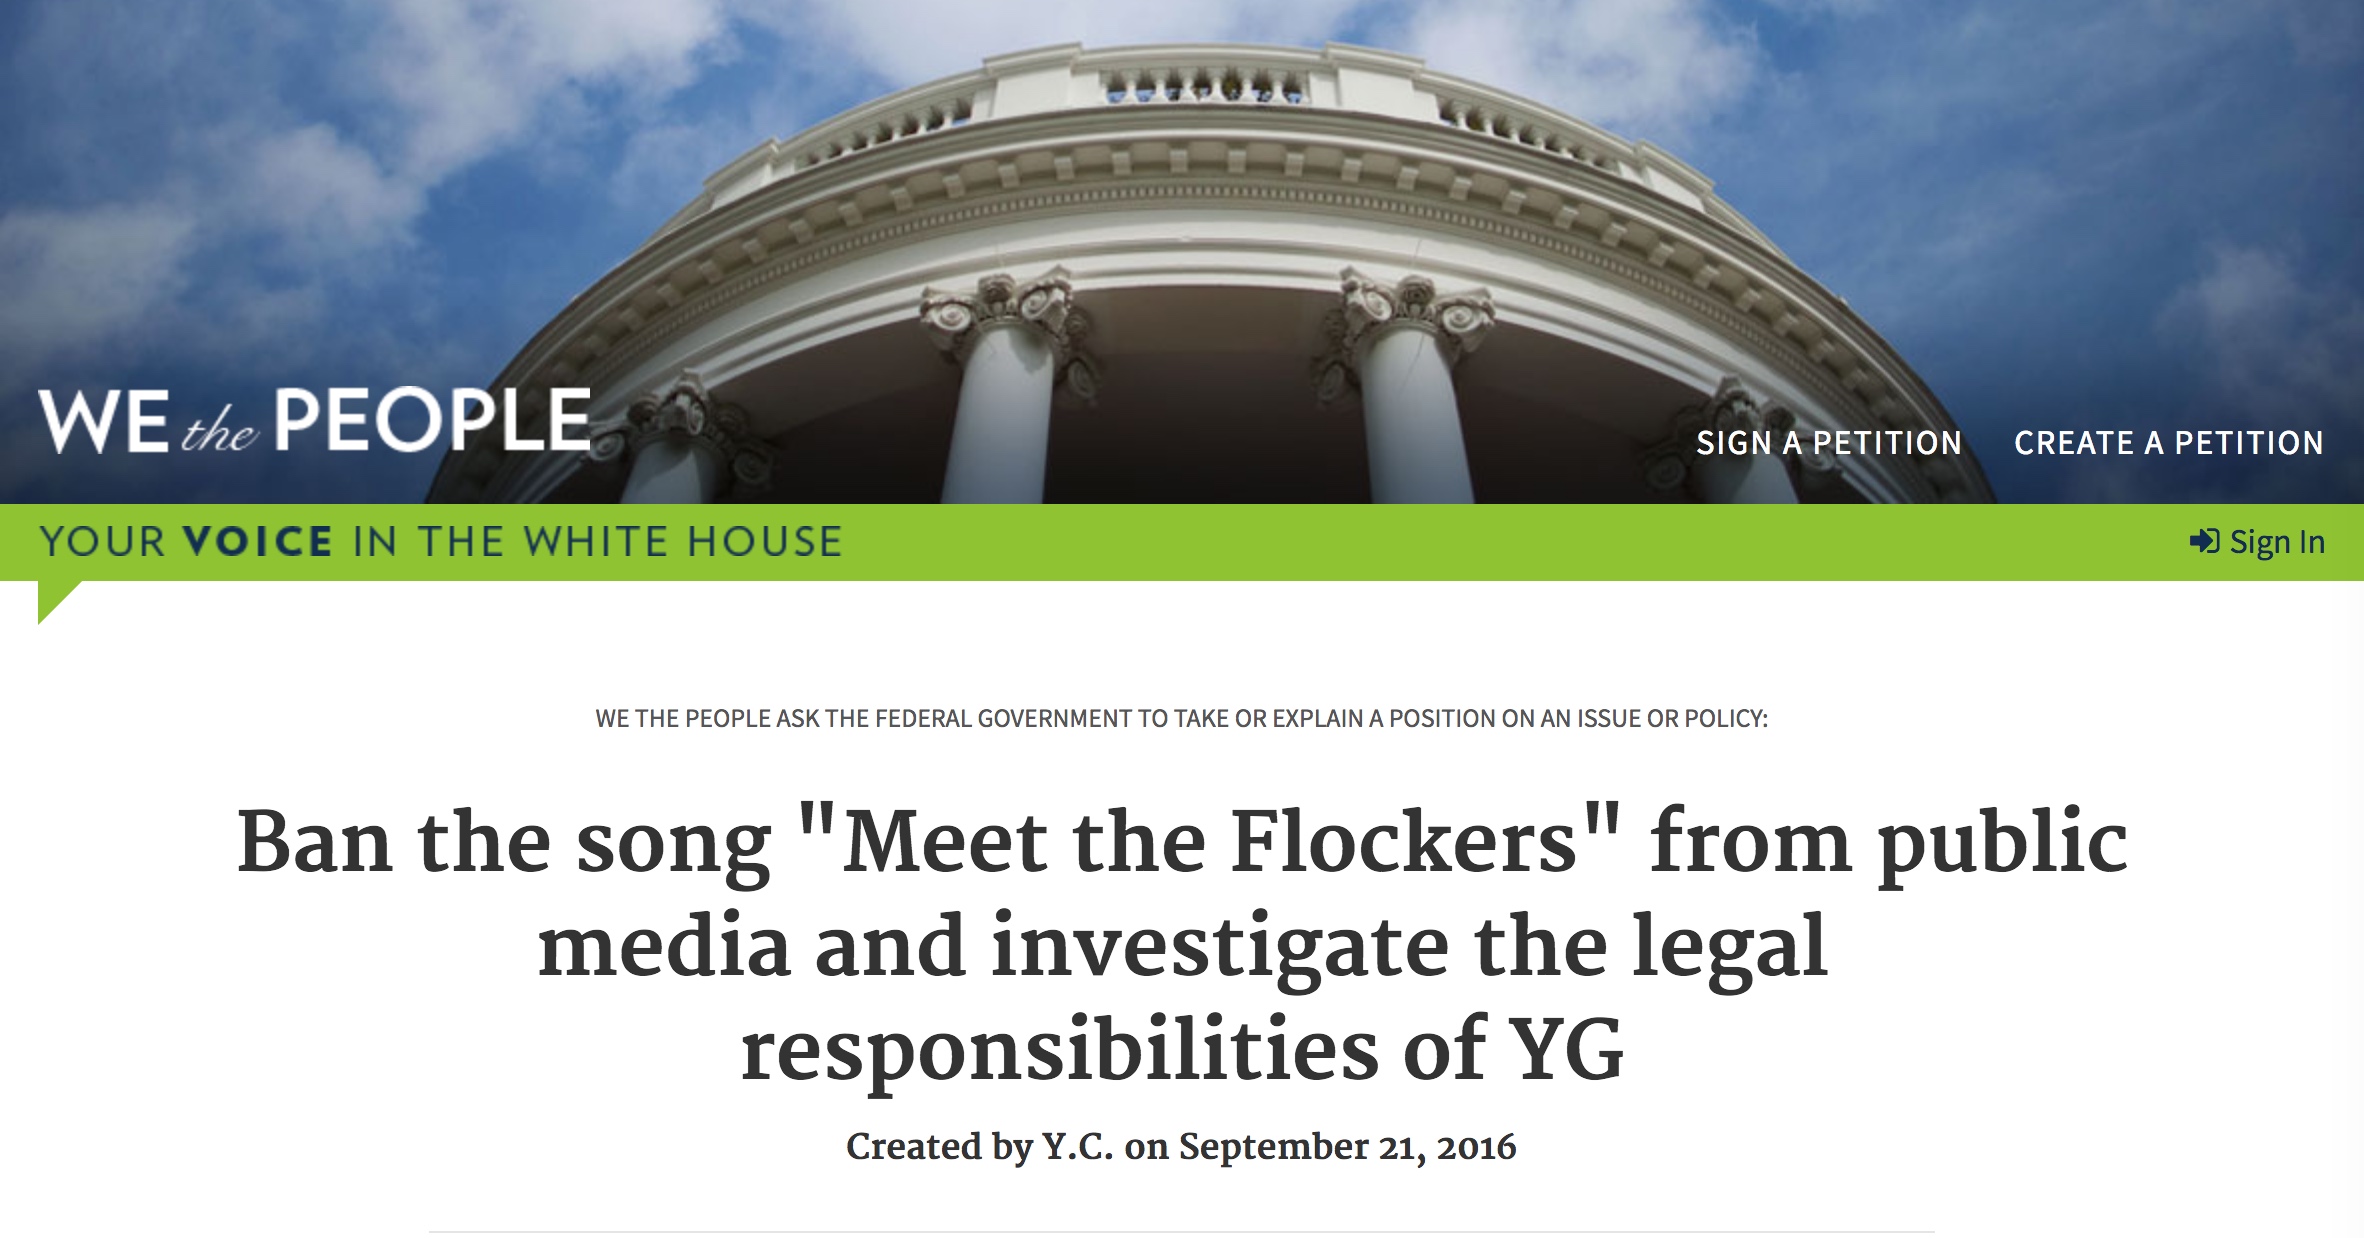 WE the PEOPLE
SIGN A PETITION CREATE A PETITION
YOUR VOICE IN THE WHITE HOUSE
Sign In
WE THE PEOPLE ASK THE FEDERAL GOVERNMENT TO TAKE OR EXPLAIN A POSITION ON AN ISSUE OR POLICY:
Ban the song "Meet the Flockers" from public
media and investigate the legal
responsibilities of YG
Created by Y.C. on September 21, 2016